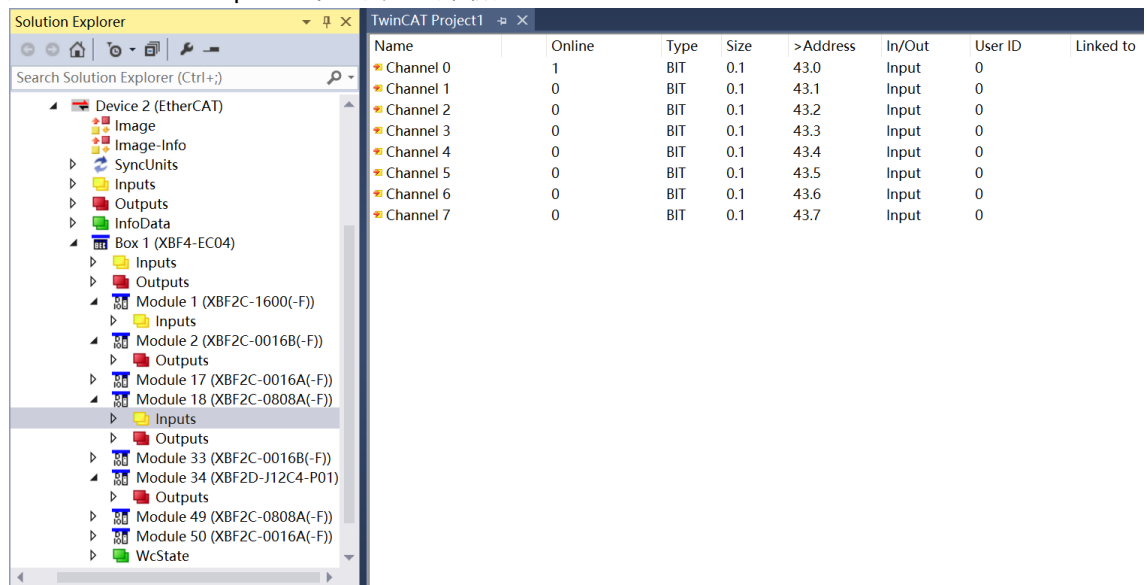 Solution Explorer
Search Solution Explorer (Ctrl+;)
Device 2 (EtherCAT)
Image
Image-Info
SyncUnits
Inputs
Outputs
InfoData
Box 1 (XBF4-EC04)
Inputs
Outputs
Module 1 (XBF2C-1600(-F))
Inputs
Module 2 (XBF2C-0016B(-F))
Outputs
Module 17 (XBF2C-0016A(-F))
Module 18 (XBF2C-0808A(-F))
Inputs
Outputs
Module 33 (XBF2C-0016B(-F))
Module 34 (XBF2D-J12C4-P01)
Outputs
Module 49 (XBF2C-0808A(-F))
Module 50 (XBF2C-0016A(-F))
WcState
TwinCAT Project1
Name Online Type Size >Address In/Out User ID Linked to
Channel 0 1 BIT 0.1 43.0 Input 0
Channel 1 0 BIT 0.1 43.1 Input 0
Channel 2 0 BIT 0.1 43.2 Input 0
Channel 3 0 BIT 0.1 43.3 Input 0
Channel 4 0 BIT 0.1 43.4 Input 0
Channel 5 0 BIT 0.1 43.5 Input 0
Channel 6 0 BIT 0.1 43.6 Input 0
Channel 7 0 BIT 0.1 43.7 Input 0